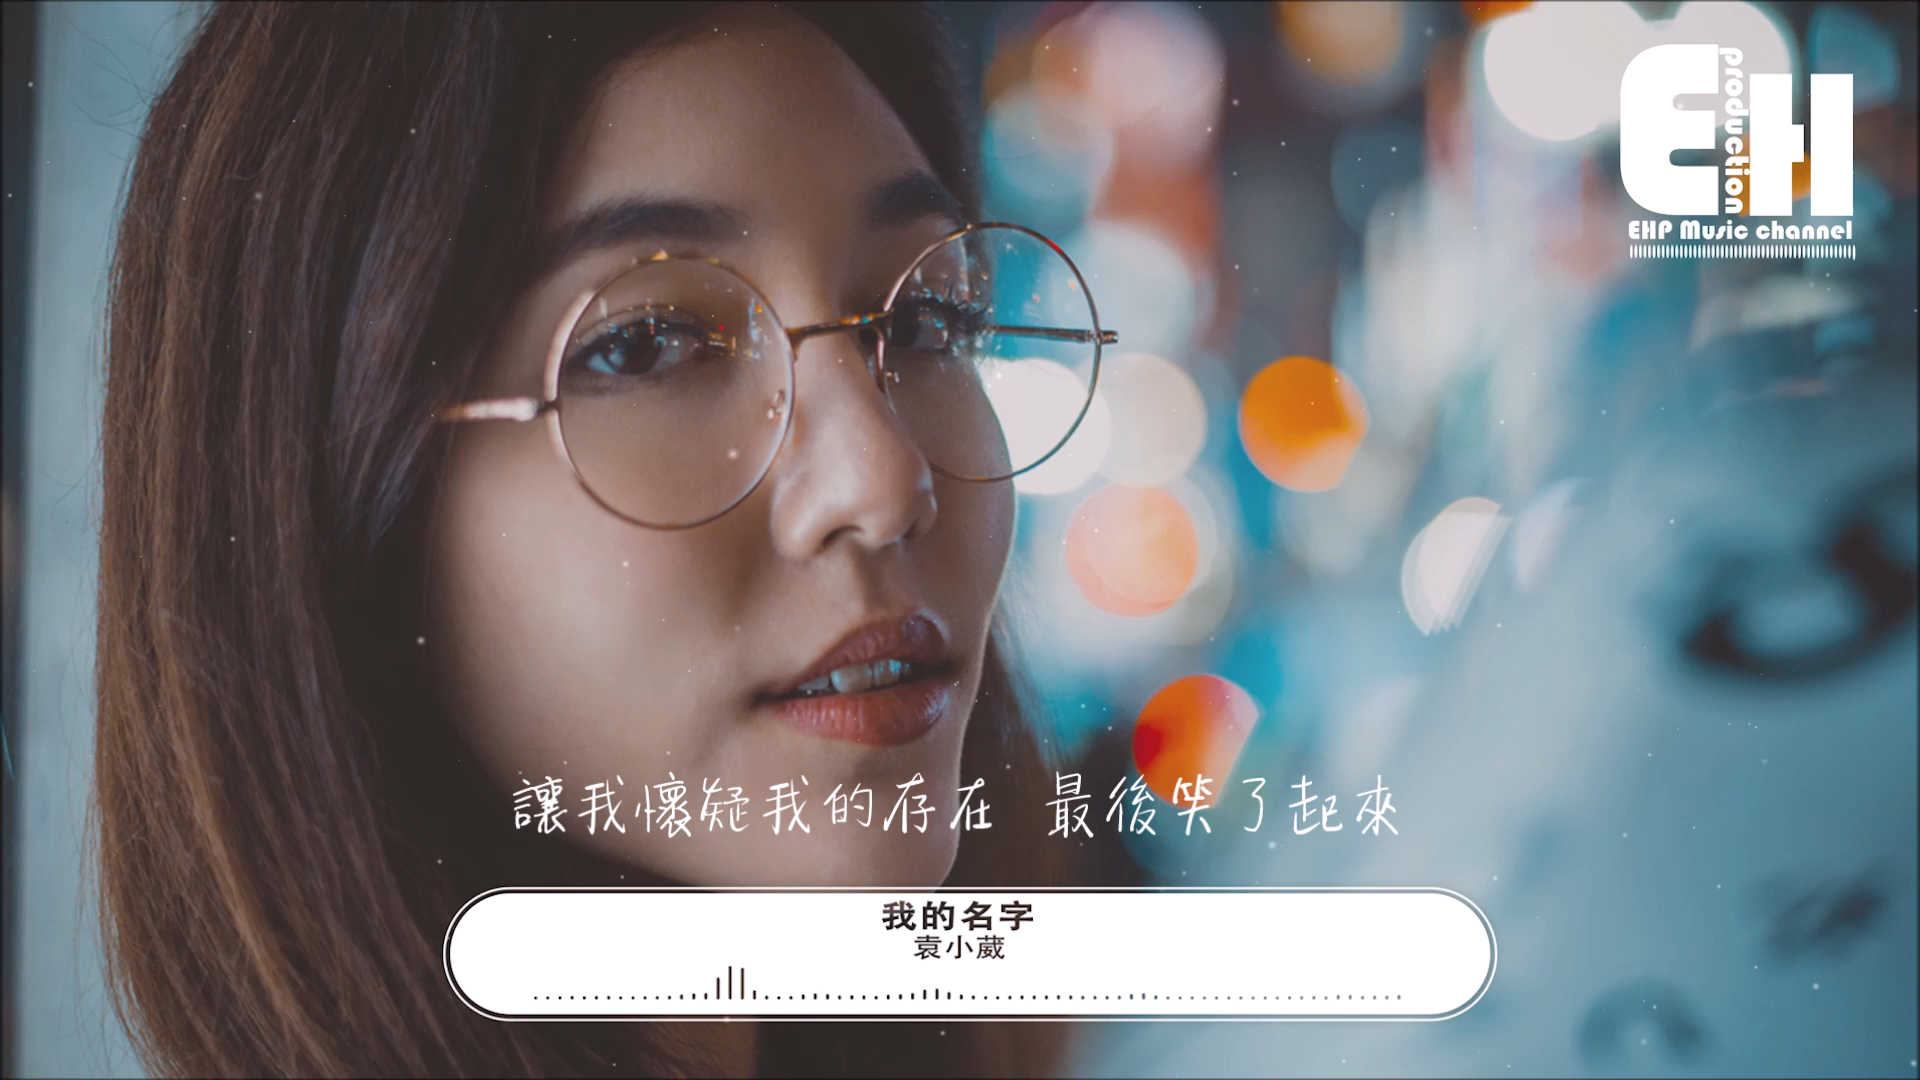 EH
production
EHP Music channel
讓我懷疑我的存在 最後笑了起來
我的名字
袁小葳